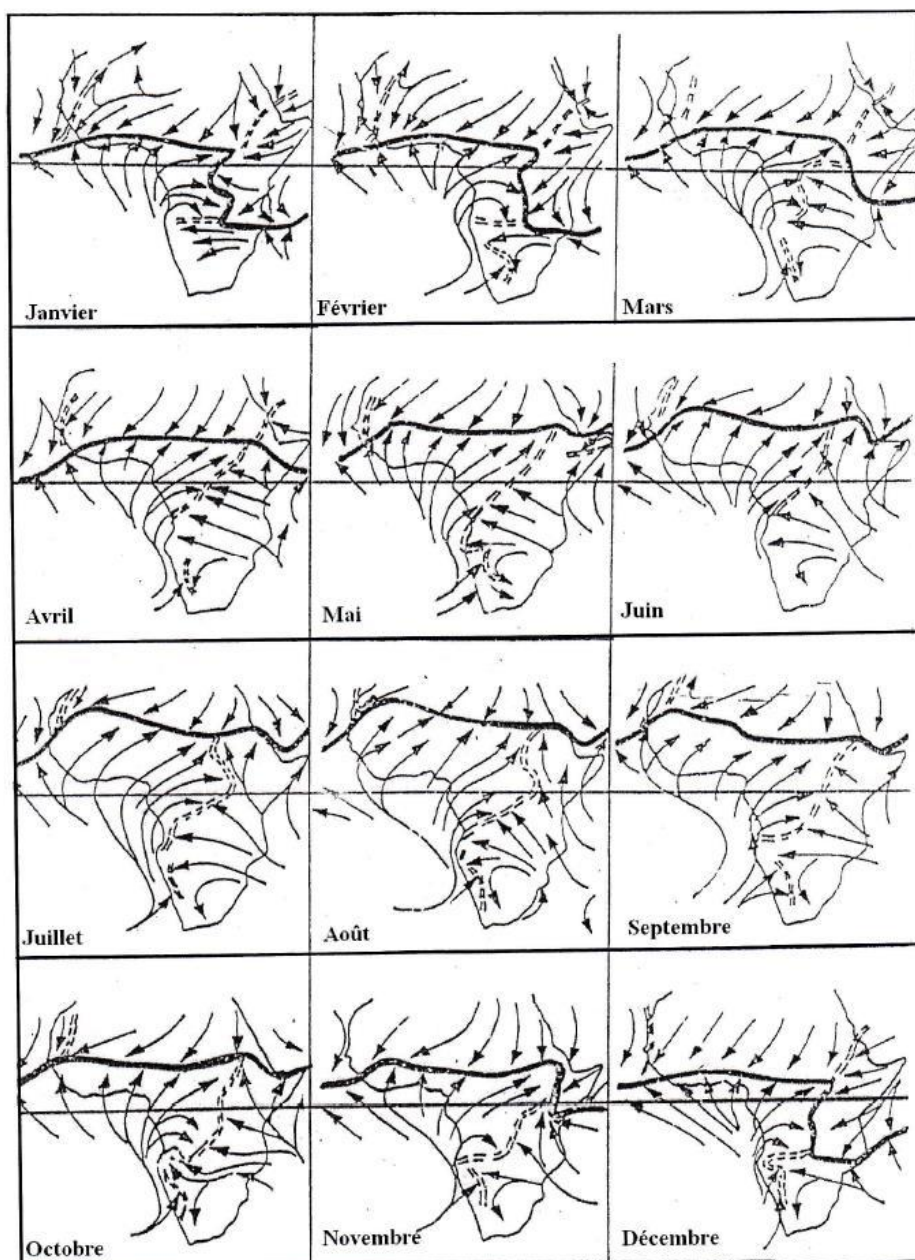 Janvier
Février
Mars
Avril
Mai
Juin
Juillet
Août
Septembre
Octobre
Novembre
Décembre